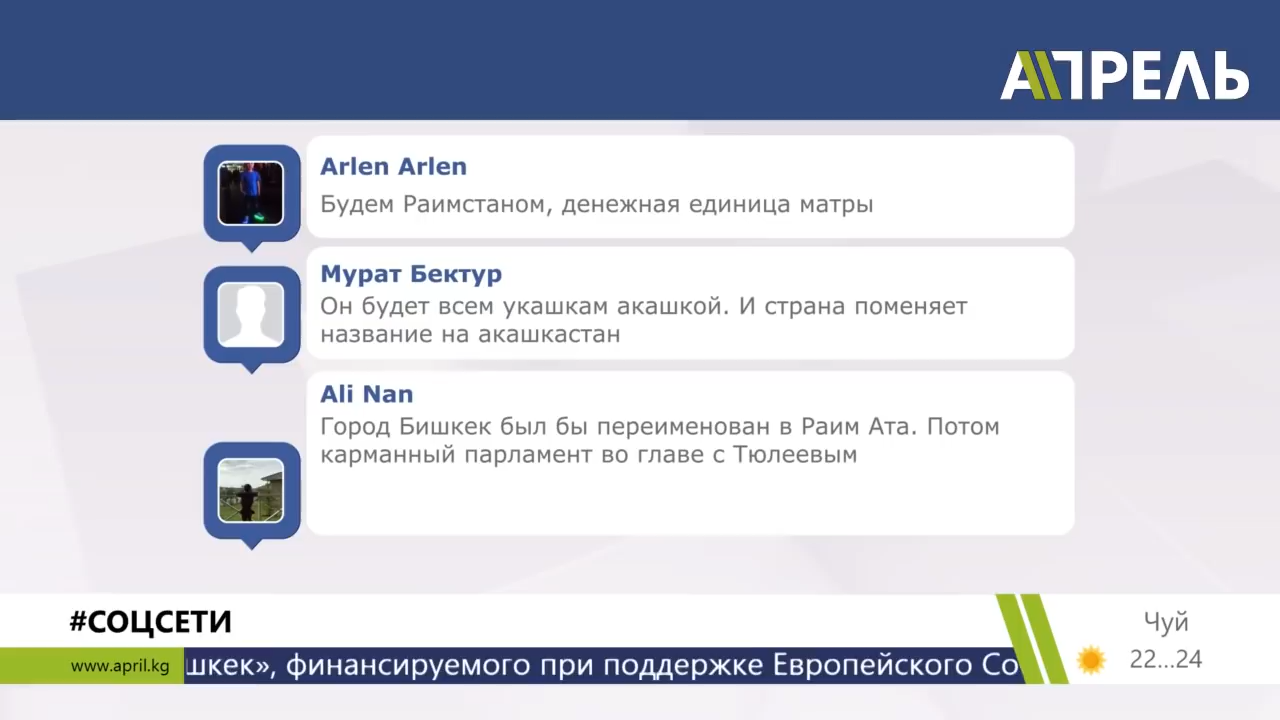 АПРЕЛЬ
Arlen Arlen
Будем Раимстаном, денежная единица матры
Мурат Бектур
Он будет всем укашкам акашкой. И страна поменяет
название на акашкастан
Ali Nan
Город Бишкек был бы переименован в Раим Ата. Потом
карманный парламент во главе с Тюлеевым
#СОЦСЕТИ
Чуй
22...24
www.april.kg
шкек», финансируемого при поддержке Европейского Со